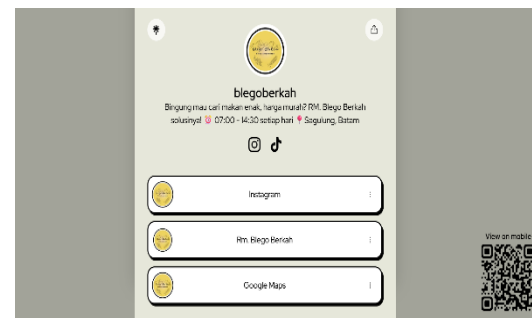 blegoberkah
Bingung mau cari makan enak, harga murah? RM. Blego Berkah
solusinya! ⏰ 07:00 - 14:30 setiap hari 📍 Sagulung, Batam
Instagram
Rm. Blego Berkah
Google Maps
View on mobile